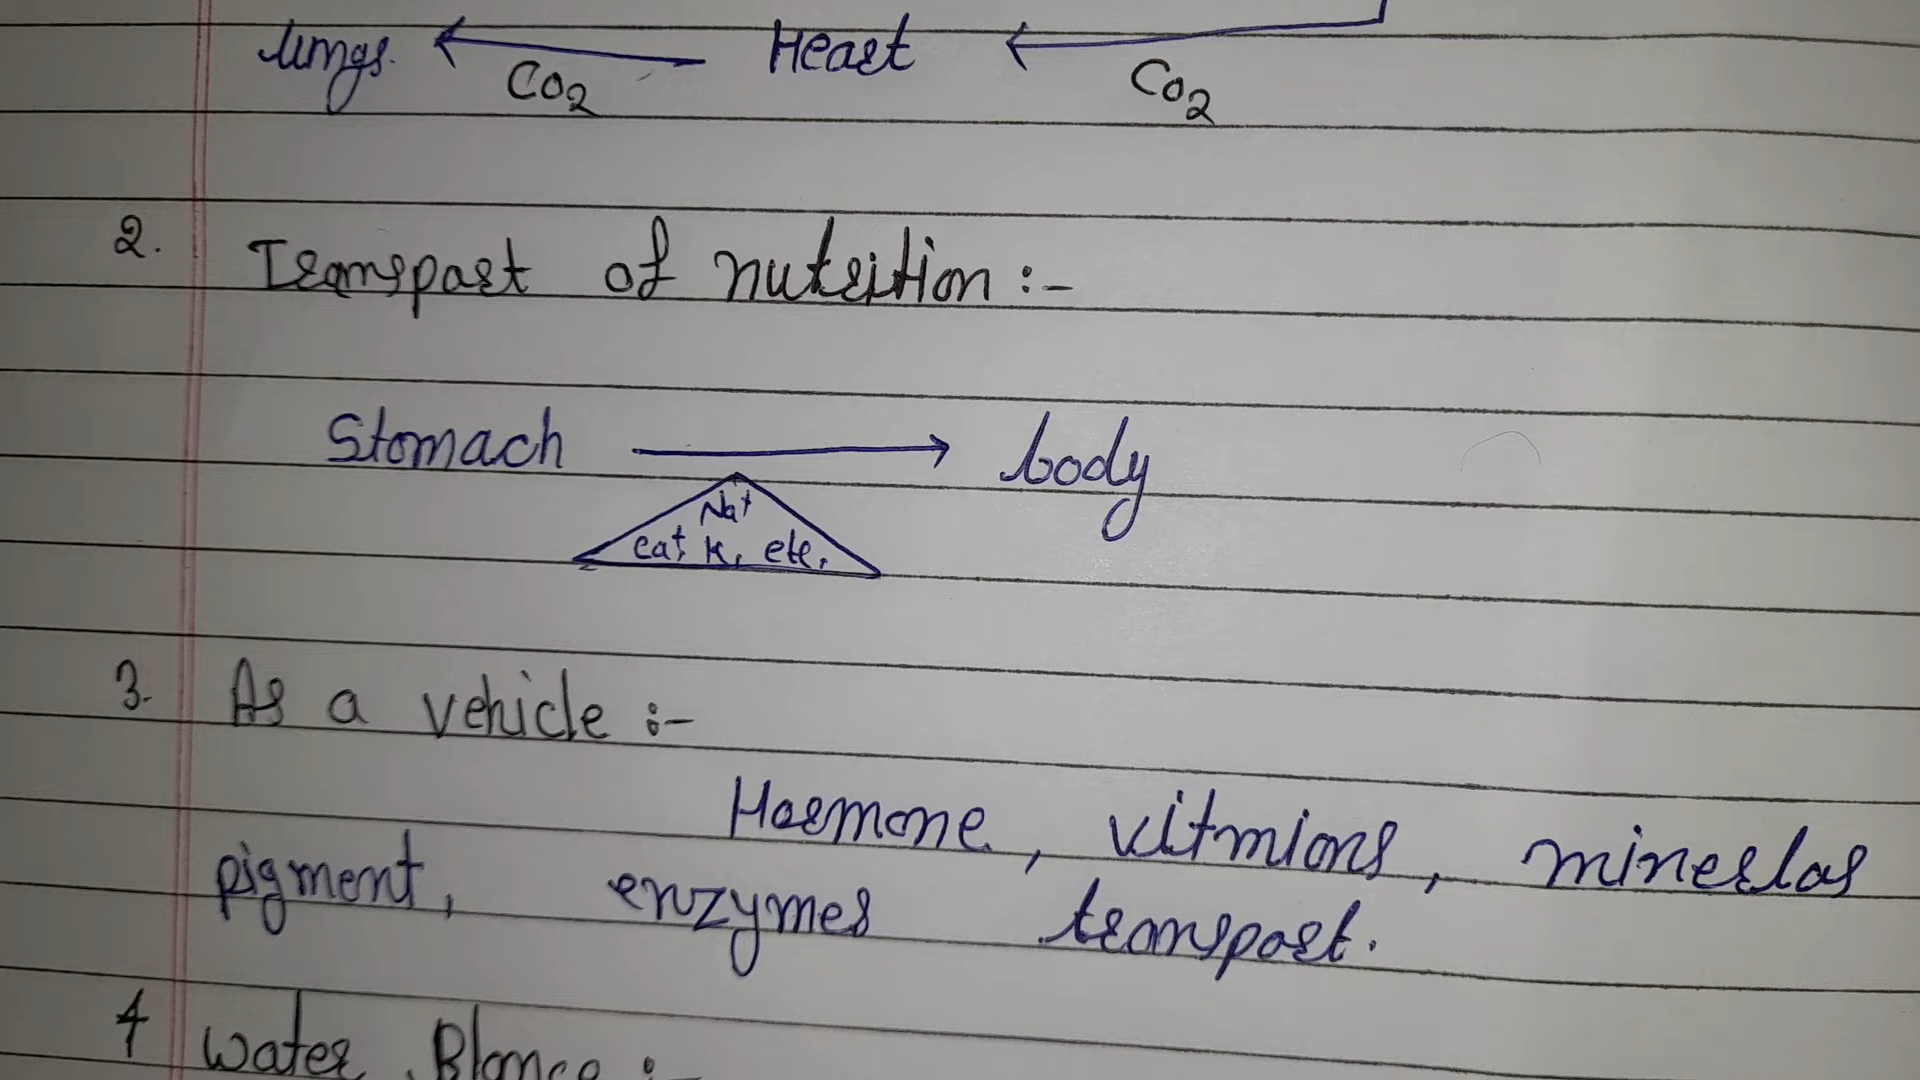 lungs. ← Heart ←
CO2 CO2
2. Transport of nutrition :-
Stomach → body
Na+
ca+, K, etc.
3. As a vehicle :-
Hormone, vitmions, minerlas
pigment, enzymes transport.
4 Water Blance :-